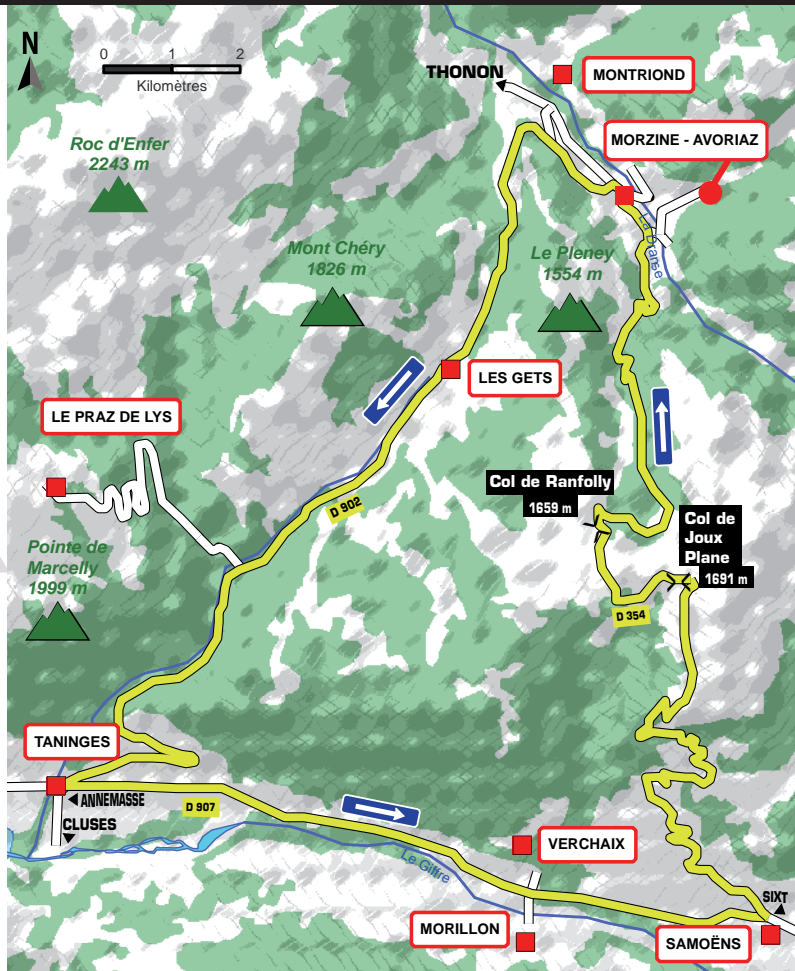 N
0 1 2
Kilomètres
THONON
MONTRIOND
MORZINE - AVORIAZ
Roc d'Enfer
2243 m
La Dranse
Mont Chéry
1826 m
Le Pleney
1554 m
LES GETS
LE PRAZ DE LYS
Col de Ranfolly
1659 m
D 902
Col de
Joux
Plane
1691 m
Pointe de
Marcelly
1999 m
D 354
TANINGES
ANNEMASSE
D 907
CLUSES
VERCHAIX
Le Giffre
SIXT
MORILLON
SAMOËNS